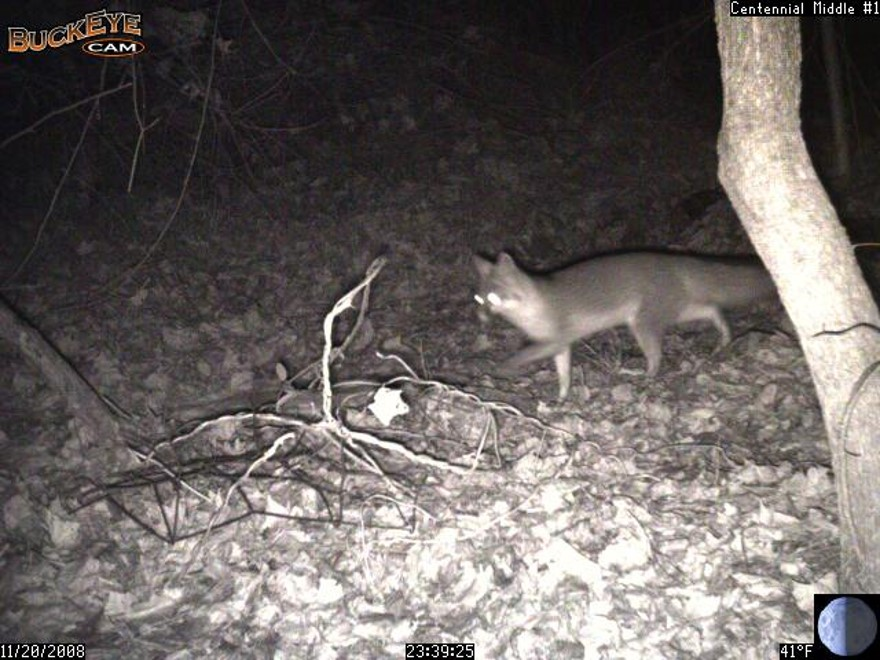 Centennial Middle #1
BUCKEYE
CAM
11/20/2008
23:39:25
41°F